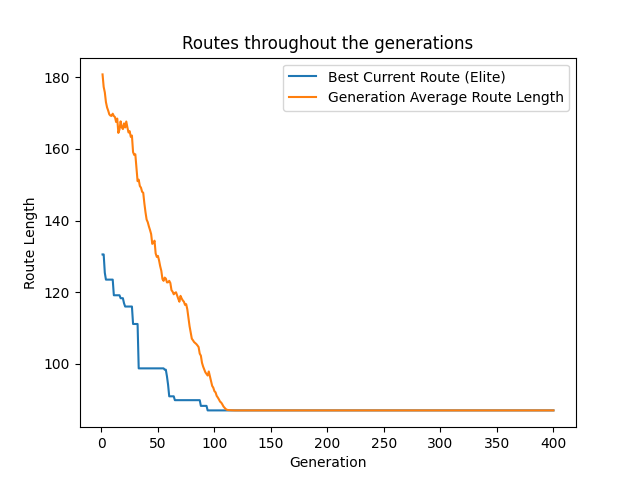 Routes throughout the generations
Best Current Route (Elite)
Generation Average Route Length
180
160
140
120
100
Route Length
0 50 100 150 200 250 300 350 400
Generation